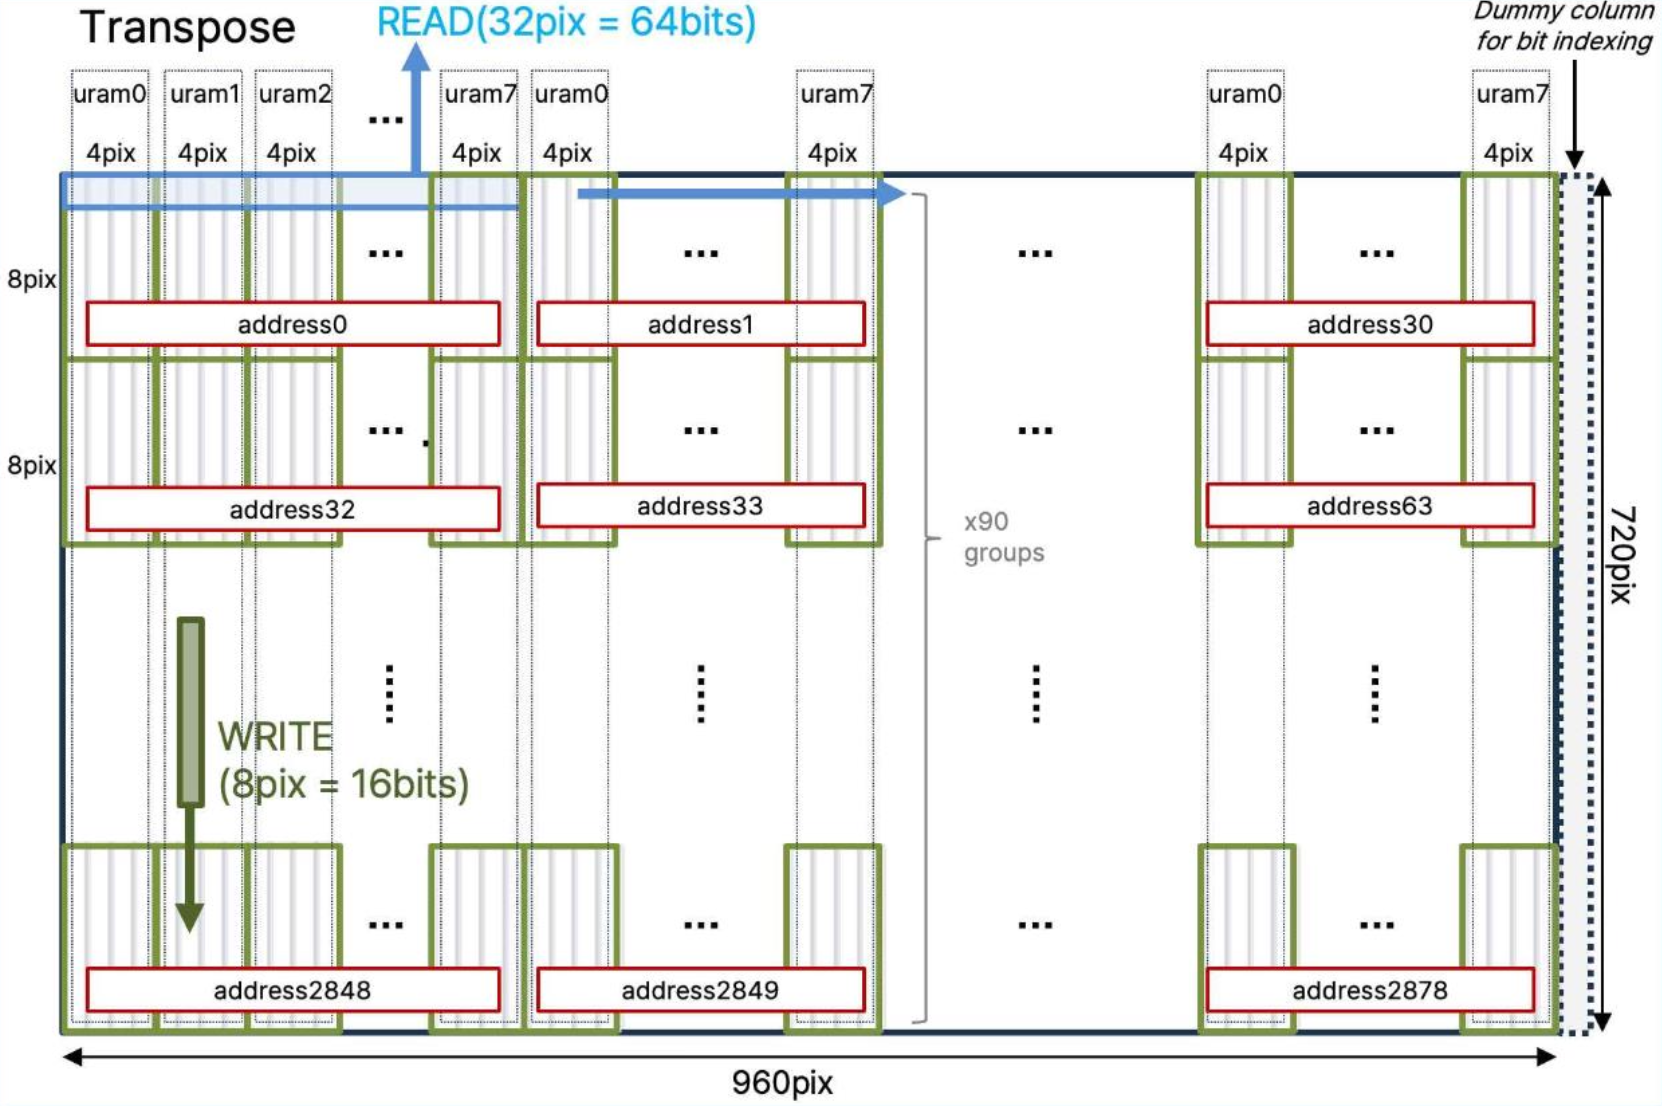 Transpose
READ(32pix = 64bits)
Dummy column
for bit indexing
uram0
uram1
uram2
...
uram7
uram0
uram7
uram0
uram7
4pix
4pix
4pix
4pix
4pix
4pix
4pix
4pix
8pix
...
...
...
...
address0
address1
address30
8pix
...
...
...
...
address32
address33
address63
x90
groups
720pix
WRITE
(8pix = 16bits)
...
...
...
...
address2848
address2849
address2878
960pix